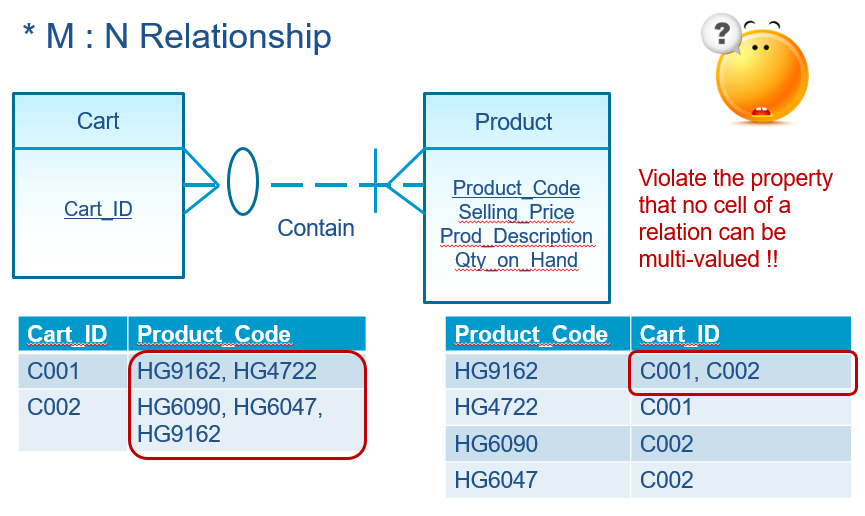 * M : N Relationship
?
Cart
Cart_ID
Contain
Product
Product_Code
Selling_Price
Prod_Description
Qty_on_Hand
Violate the property
that no cell of a
relation can be
multi-valued !!
Cart_ID Product_Code
C001 HG9162, HG4722
C002 HG6090, HG6047,
HG9162
Product_Code Cart_ID
HG9162 C001, C002
HG4722 C001
HG6090 C002
HG6047 C002